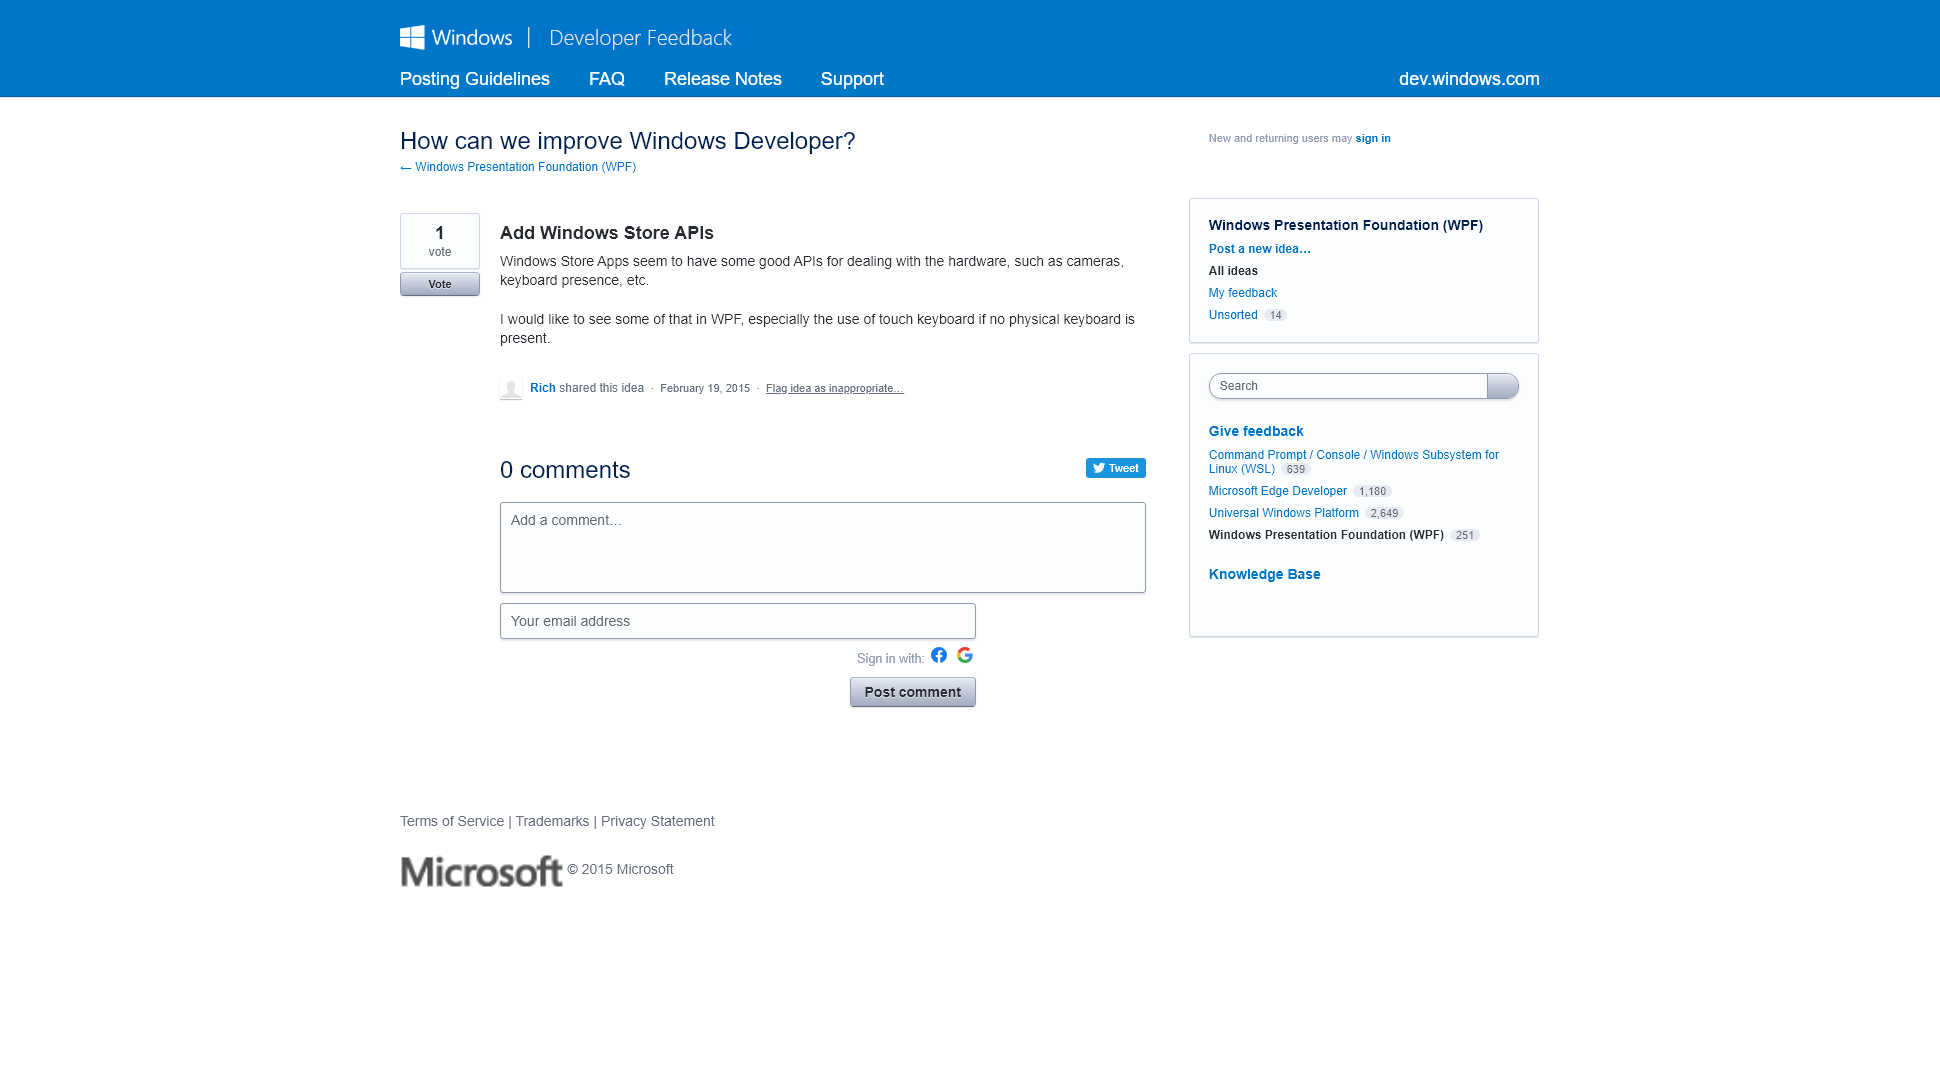 Windows | Developer Feedback
Posting Guidelines FAQ Release Notes Support dev.windows.com
How can we improve Windows Developer?
← Windows Presentation Foundation (WPF)
New and returning users may sign in
1
vote
Vote
Add Windows Store APIs
Windows Store Apps seem to have some good APIs for dealing with the hardware, such as cameras,
keyboard presence, etc.
I would like to see some of that in WPF, especially the use of touch keyboard if no physical keyboard is
present.
Rich shared this idea · February 19, 2015 · Flag idea as inappropriate…
0 comments
Tweet
Add a comment…
Your email address
Sign in with:
Post comment
Windows Presentation Foundation (WPF)
Post a new idea…
All ideas
My feedback
Unsorted 14
Search
Give feedback
Command Prompt / Console / Windows Subsystem for
Linux (WSL) 639
Microsoft Edge Developer 1,180
Universal Windows Platform 2,649
Windows Presentation Foundation (WPF) 251
Knowledge Base
Terms of Service | Trademarks | Privacy Statement
Microsoft © 2015 Microsoft